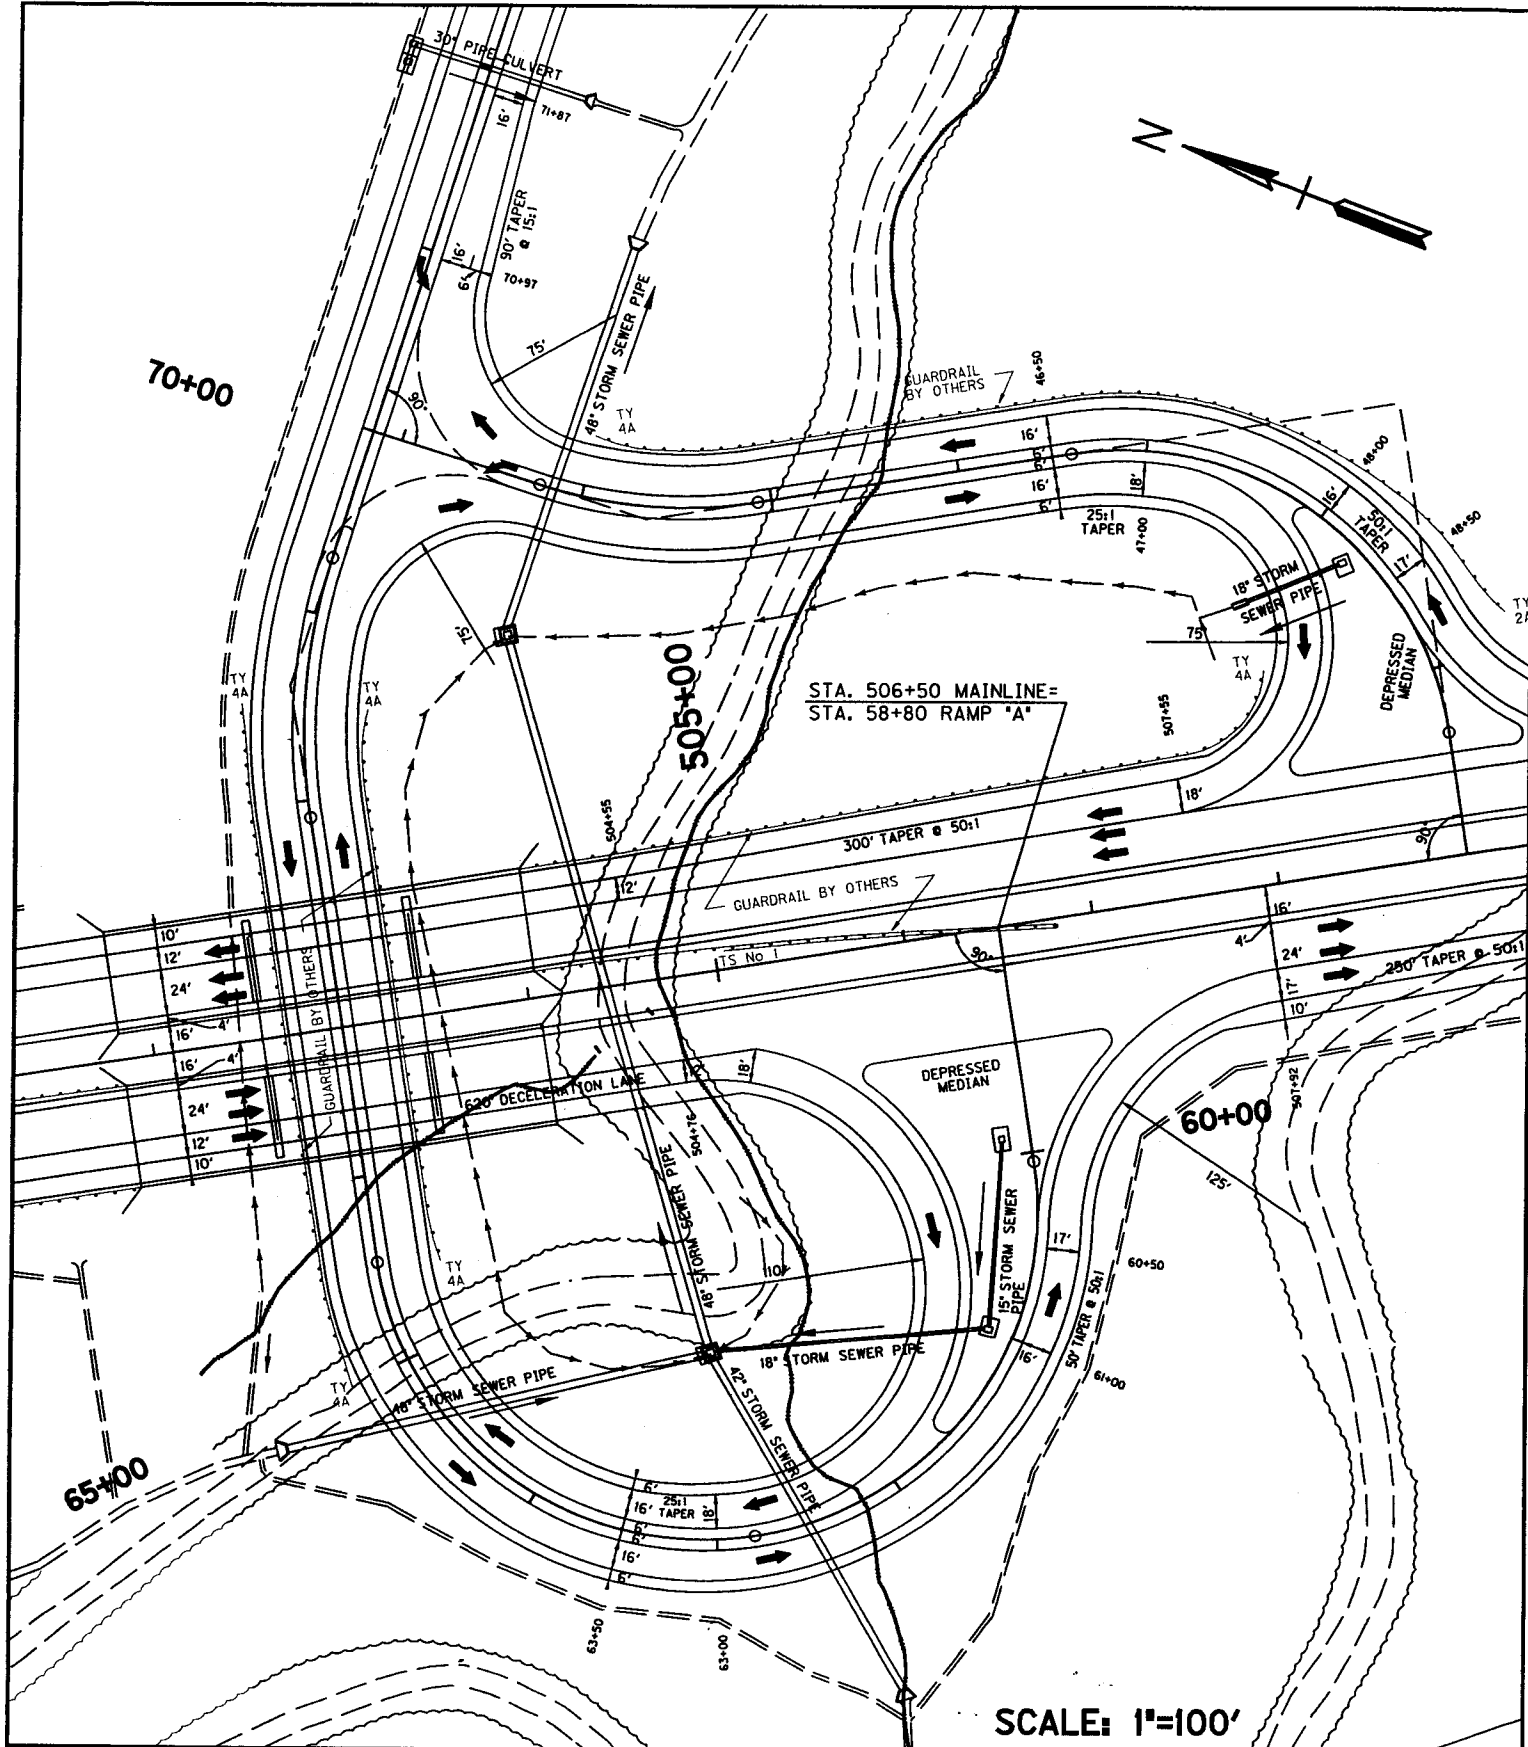 30" PIPE CULVERT
16'
71+87
N
90' TAPER
@ 15:1
16'
6'
70+97
48" STORM SEWER PIPE
75'
70+00
90°
TY
4A
GUARDRAIL
BY OTHERS
46+50
16'
6'
6'
16'
6'
18'
25:1
TAPER
47+00
16'
50:1
TAPER
17'
48+00
48+50
18" STORM
SEWER PIPE
TY
2A
75'
75'
TY
4A
DEPRESSED
MEDIAN
TY
4A
TY
4A
505+00
STA. 506+50 MAINLINE=
STA. 58+80 RAMP "A"
507+55
18'
504+55
12'
300' TAPER @ 50:1
90°
GUARDRAIL BY OTHERS
TS No 1
90°
10'
12'
24'
16'
4'
16'
4'
24'
12'
10'
GUARDRAIL BY OTHERS
16'
4'
24'
17'
10'
250' TAPER @ 50:1
507+92
620' DECELERATION LANE
12'
18'
DEPRESSED
MEDIAN
60+00
125'
504+76
48" STORM SEWER PIPE
TY
4A
15" STORM SEWER
PIPE
17'
60+50
50' TAPER @ 50:1
16'
61+00
18" STORM SEWER PIPE
48" STORM SEWER PIPE
42" STORM SEWER PIPE
TY
4A
65+00
6'
16'
25:1
TAPER
18'
6'
6'
16'
6'
63+50
63+00
SCALE: 1"=100'